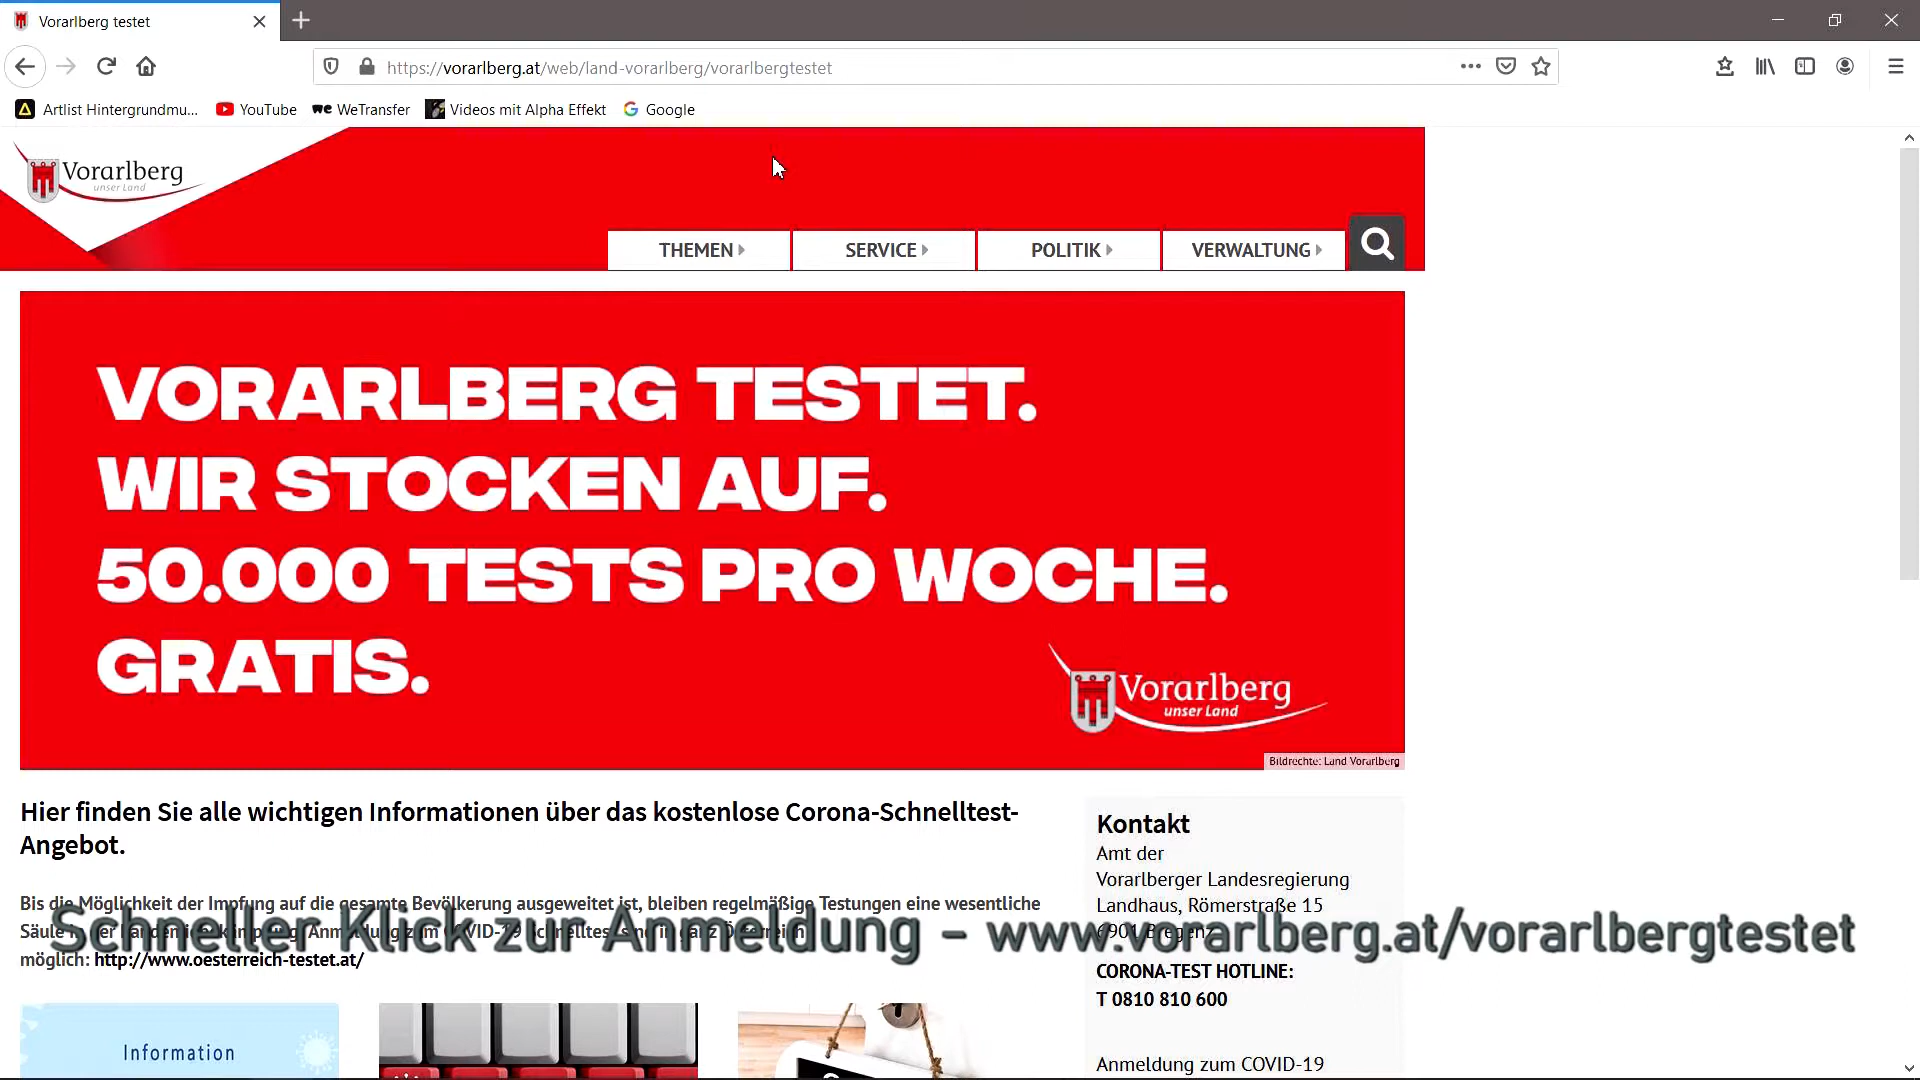 Vorarlberg testet
https://vorarlberg.at/web/land-vorarlberg/vorarlbergtestet
Artlist Hintergrundmu...
YouTube
WeTransfer
Videos mit Alpha Effekt
Google
Vorarlberg
unser Land
THEMEN
SERVICE
POLITIK
VERWALTUNG
VORARLBERG TESTET.
WIR STOCKEN AUF.
50.000 TESTS PRO WOCHE.
GRATIS.
Vorarlberg
unser Land
Bildrechte: Land Vorarlberg
Hier finden Sie alle wichtigen Informationen über das kostenlose Corona-Schnelltest-
Angebot.
Bis die Möglichkeit der Impfung auf die gesamte Bevölkerung ausgeweitet ist, bleiben regelmäßige Testungen eine wesentliche
Säule in der
möglich: http://www.oesterreich-testet.at/
Schneller Klick zur Anmeldung – www.vorarlberg.at/vorarlbergtestet
Information
Kontakt
Amt der
Vorarlberger Landesregierung
Landhaus, Römerstraße 15
6901 Bregenz
CORONA-TEST HOTLINE:
T 0810 810 600
Anmeldung zum COVID-19